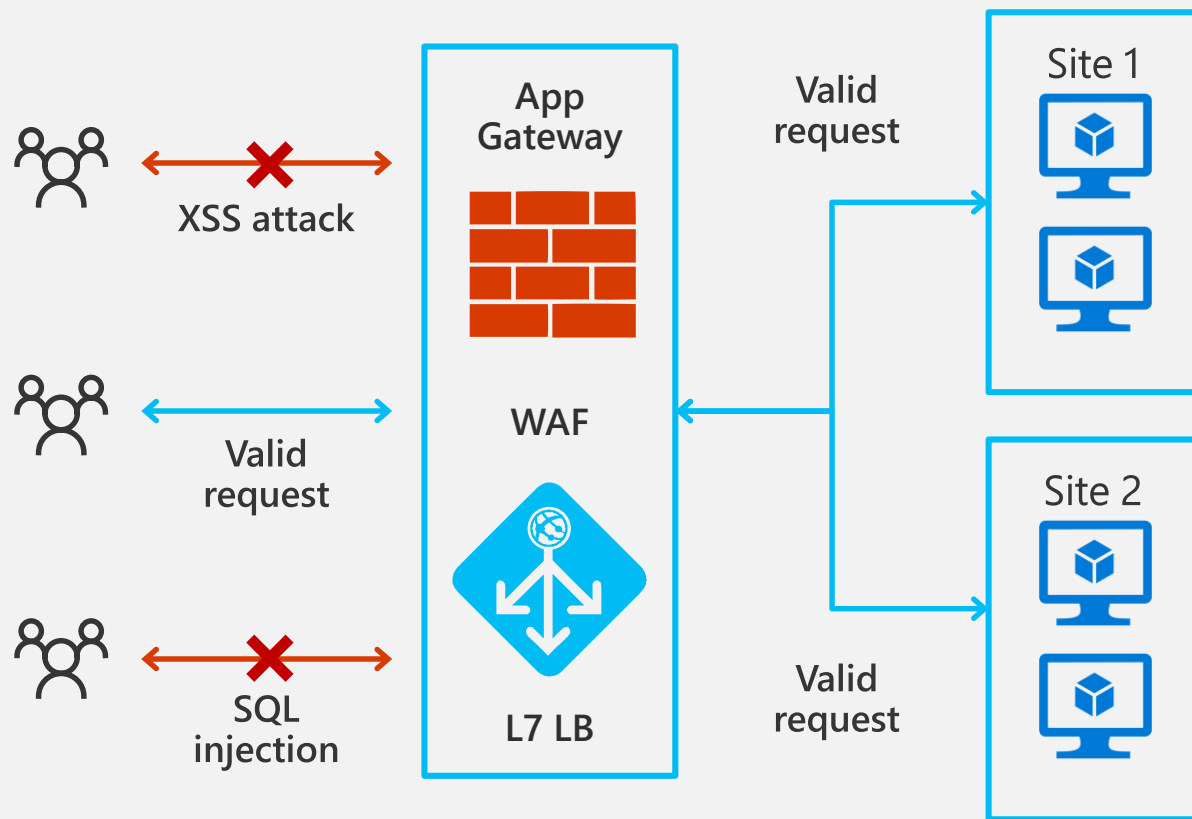 XSS attack
Valid
request
SQL
injection
App
Gateway
WAF
L7 LB
Valid
request
Valid
request
Site 1
Site 2